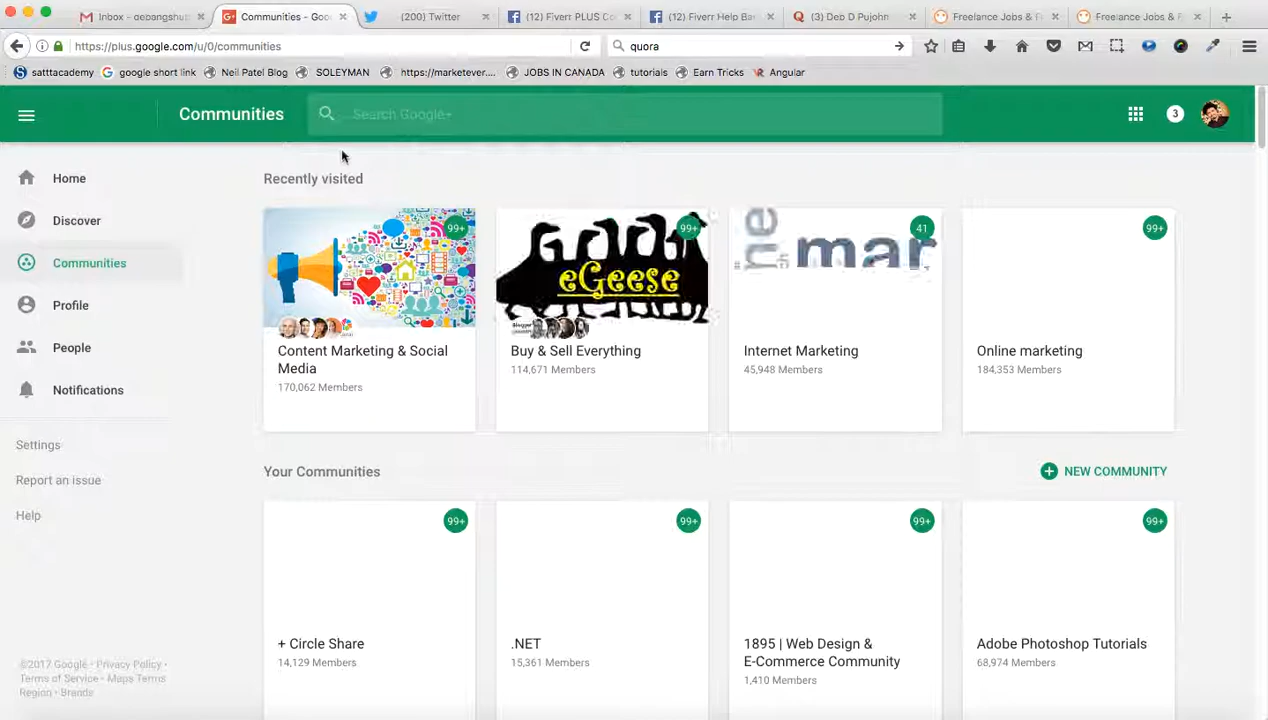 Inbox - debangshu
Communities - Goo
(200) Twitter
(12) Fiverr PLUS Co
(12) Fiverr Help Ba
(3) Deb D Pujohn
Freelance Jobs & F
Freelance Jobs & F
https://plus.google.com/u/0/communities
quora
satttacademy
google short link
Neil Patel Blog
SOLEYMAN
https://marketever...
JOBS IN CANADA
tutorials
Earn Tricks
Angular
Communities
Search Google+
3
Home
Discover
Communities
Profile
People
Notifications
Settings
Report an issue
Help
©2017 Google • Privacy Policy •
Terms of Service • Maps Terms
Region • Brands
Recently visited
99+
Content Marketing & Social
Media
170,062 Members
99+
eGeese
Buy & Sell Everything
114,671 Members
41
mar
Internet Marketing
45,948 Members
99+
Online marketing
184,353 Members
Your Communities
NEW COMMUNITY
99+
+ Circle Share
14,129 Members
99+
.NET
15,361 Members
99+
1895 | Web Design &
E-Commerce Community
1,410 Members
99+
Adobe Photoshop Tutorials
68,974 Members